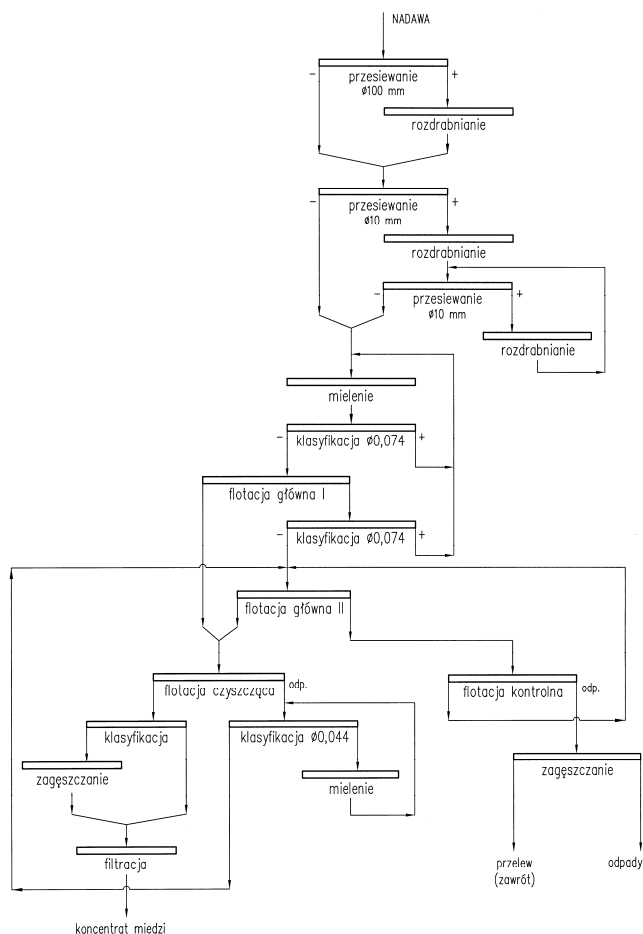 NADAWA
- +
przesiewanie
ø100 mm
rozdrabnianie
- +
przesiewanie
ø10 mm
rozdrabnianie
- +
przesiewanie
ø10 mm
rozdrabnianie
mielenie
- +
klasyfikacja ø0,074
flotacja główna I
- +
klasyfikacja ø0,074
flotacja główna II
flotacja czyszcząca odp.
flotacja kontrolna odp.
klasyfikacja
klasyfikacja ø0,044
zagęszczanie
zagęszczanie
mielenie
filtracja
przelew
(zawrót)
odpady
koncentrat miedzi